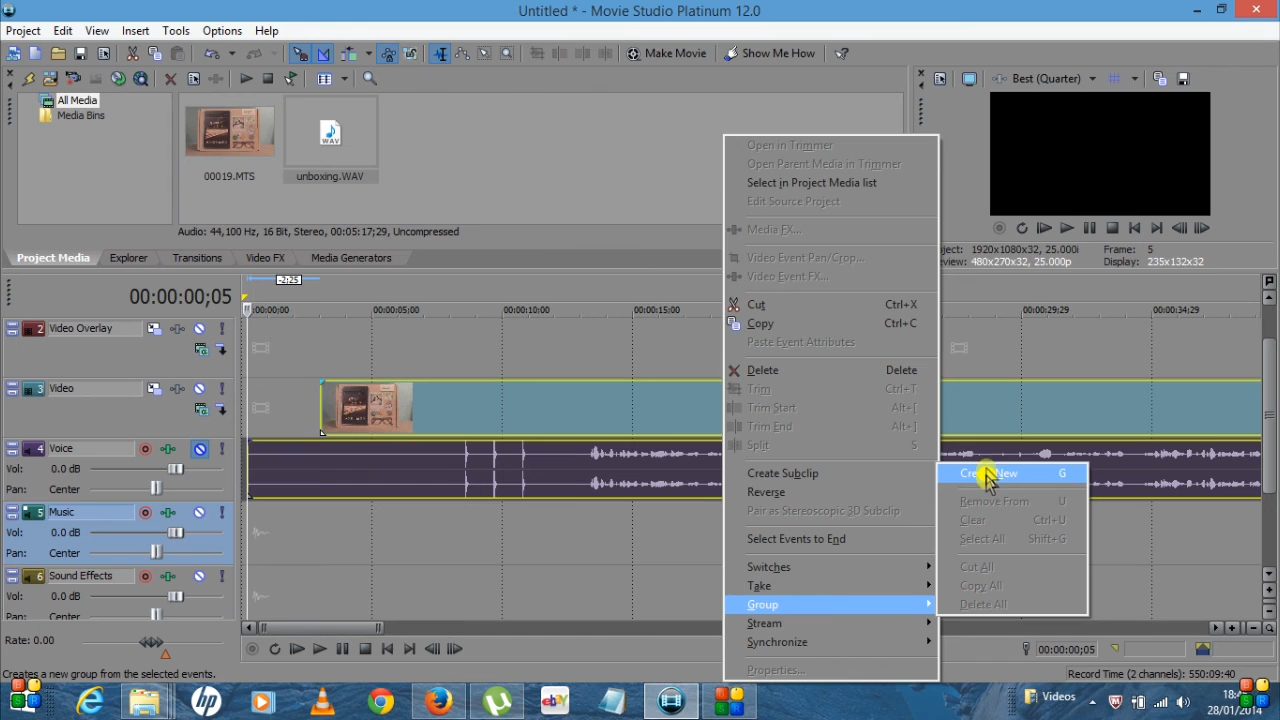 Untitled * - Movie Studio Platinum 12.0
Project Edit View Insert Tools Options Help
Make Movie Show Me How
All Media
Media Bins
00019.MTS
WAV
unboxing.WAV
Audio: 44,100 Hz, 16 Bit, Stereo, 00:05:17;29, Uncompressed
Project Media Explorer Transitions Video FX Media Generators
Best (Quarter)
1920x1080x32, 25.000i Frame: 5
480x270x32, 25.000p Display: 235x132x32
-2;25
00:00:00;05
00:00:00;00 00:00:05;00 00:00:10;00 00:00:15;00 00:00:29;29 00:00:34;29
2 Video Overlay
3 Video
4 Voice
Vol: 0.0 dB
Pan: Center
5 Music
Vol: 0.0 dB
Pan: Center
6 Sound Effects
Vol: 0.0 dB
Rate: 0.00
Open in Trimmer
Open Parent Media in Trimmer
Select in Project Media list
Edit Source Project
Media FX...
Video Event Pan/Crop...
Video Event FX...
Cut Ctrl+X
Copy Ctrl+C
Paste Event Attributes
Delete Delete
Trim Ctrl+T
Trim Start Alt+[
Trim End Alt+]
Split S
Create Subclip
Reverse
Pair as Stereoscopic 3D Subclip
Select Events to End
Switches
Take
Group
Stream
Synchronize
Properties...
Create New G
Remove From U
Clear Ctrl+U
Select All Shift+G
Cut All
Copy All
Delete All
00:00:00;05
Creates a new group from the selected events.
Record Time (2 channels): 550:09:40
hp
ebay
Videos
28/01/2014